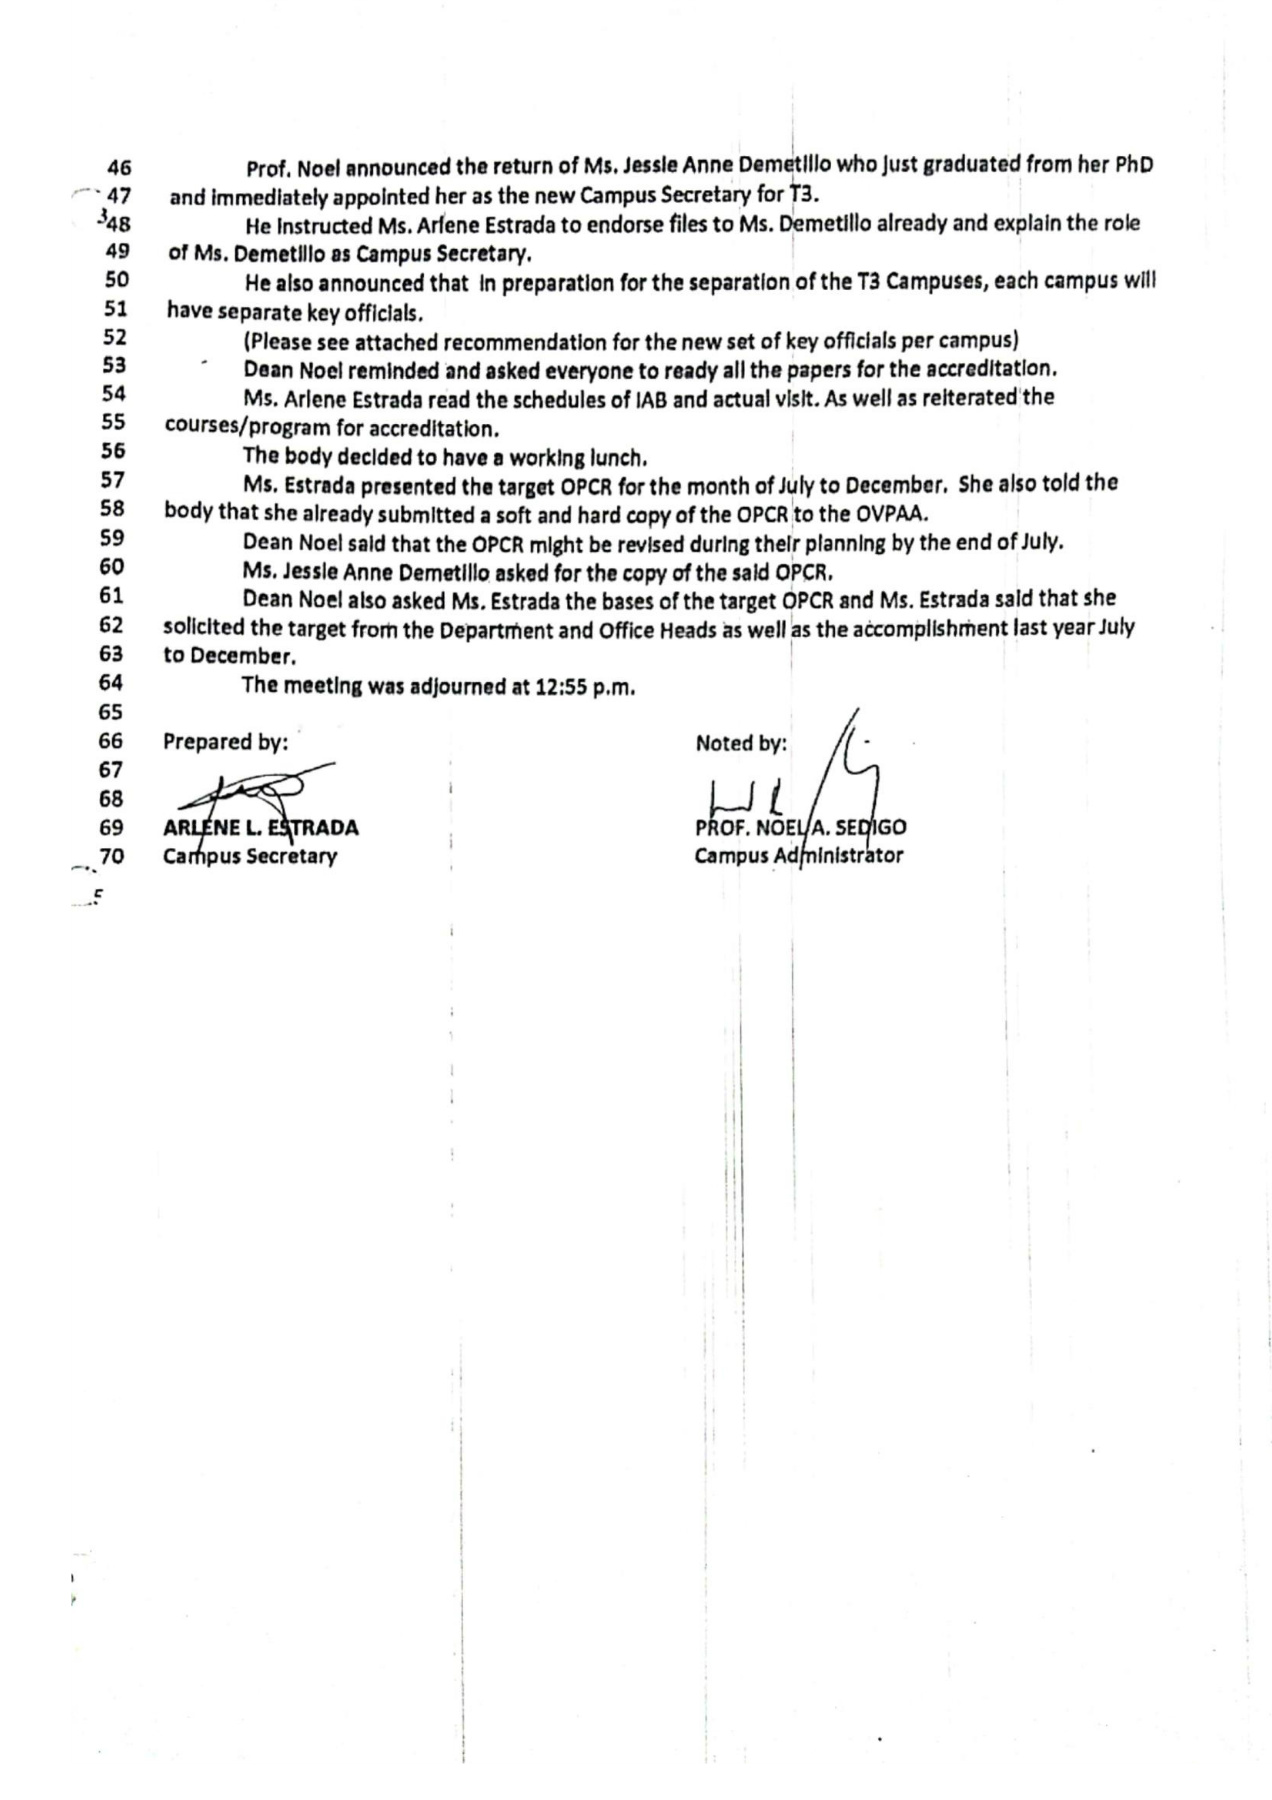 46 Prof. Noel announced the return of Ms. Jessie Anne Demetillo who just graduated from her PhD
47 and immediately appointed her as the new Campus Secretary for T3.
48 He instructed Ms. Arlene Estrada to endorse files to Ms. Demetillo already and explain the role
49 of Ms. Demetillo as Campus Secretary.
50 He also announced that in preparation for the separation of the T3 Campuses, each campus will
51 have separate key officials.
52 (Please see attached recommendation for the new set of key officials per campus)
53 Dean Noel reminded and asked everyone to ready all the papers for the accreditation.
54 Ms. Arlene Estrada read the schedules of IAB and actual visit. As well as reiterated the
55 courses/program for accreditation.
56 The body decided to have a working lunch.
57 Ms. Estrada presented the target OPCR for the month of July to December. She also told the
58 body that she already submitted a soft and hard copy of the OPCR to the OVPAA.
59 Dean Noel said that the OPCR might be revised during their planning by the end of July.
60 Ms. Jessie Anne Demetillo asked for the copy of the said OPCR.
61 Dean Noel also asked Ms. Estrada the bases of the target OPCR and Ms. Estrada said that she
62 solicited the target from the Department and Office Heads as well as the accomplishment last year July
63 to December.
64 The meeting was adjourned at 12:55 p.m.
65
66 Prepared by: Noted by:
67
68
69 ARLENE L. ESTRADA PROF. NOEL A. SEDIGO
70 Campus Secretary Campus Administrator